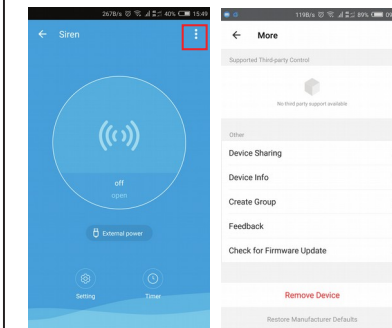 267B/s 40% 15:49
Siren
off
open
External power
Setting
Timer
119B/s 89% 09
More
Supported Third-party Control
No third party support available
Other
Device Sharing
Device Info
Create Group
Feedback
Check for Firmware Update
Remove Device
Restore Manufacturer Defaults